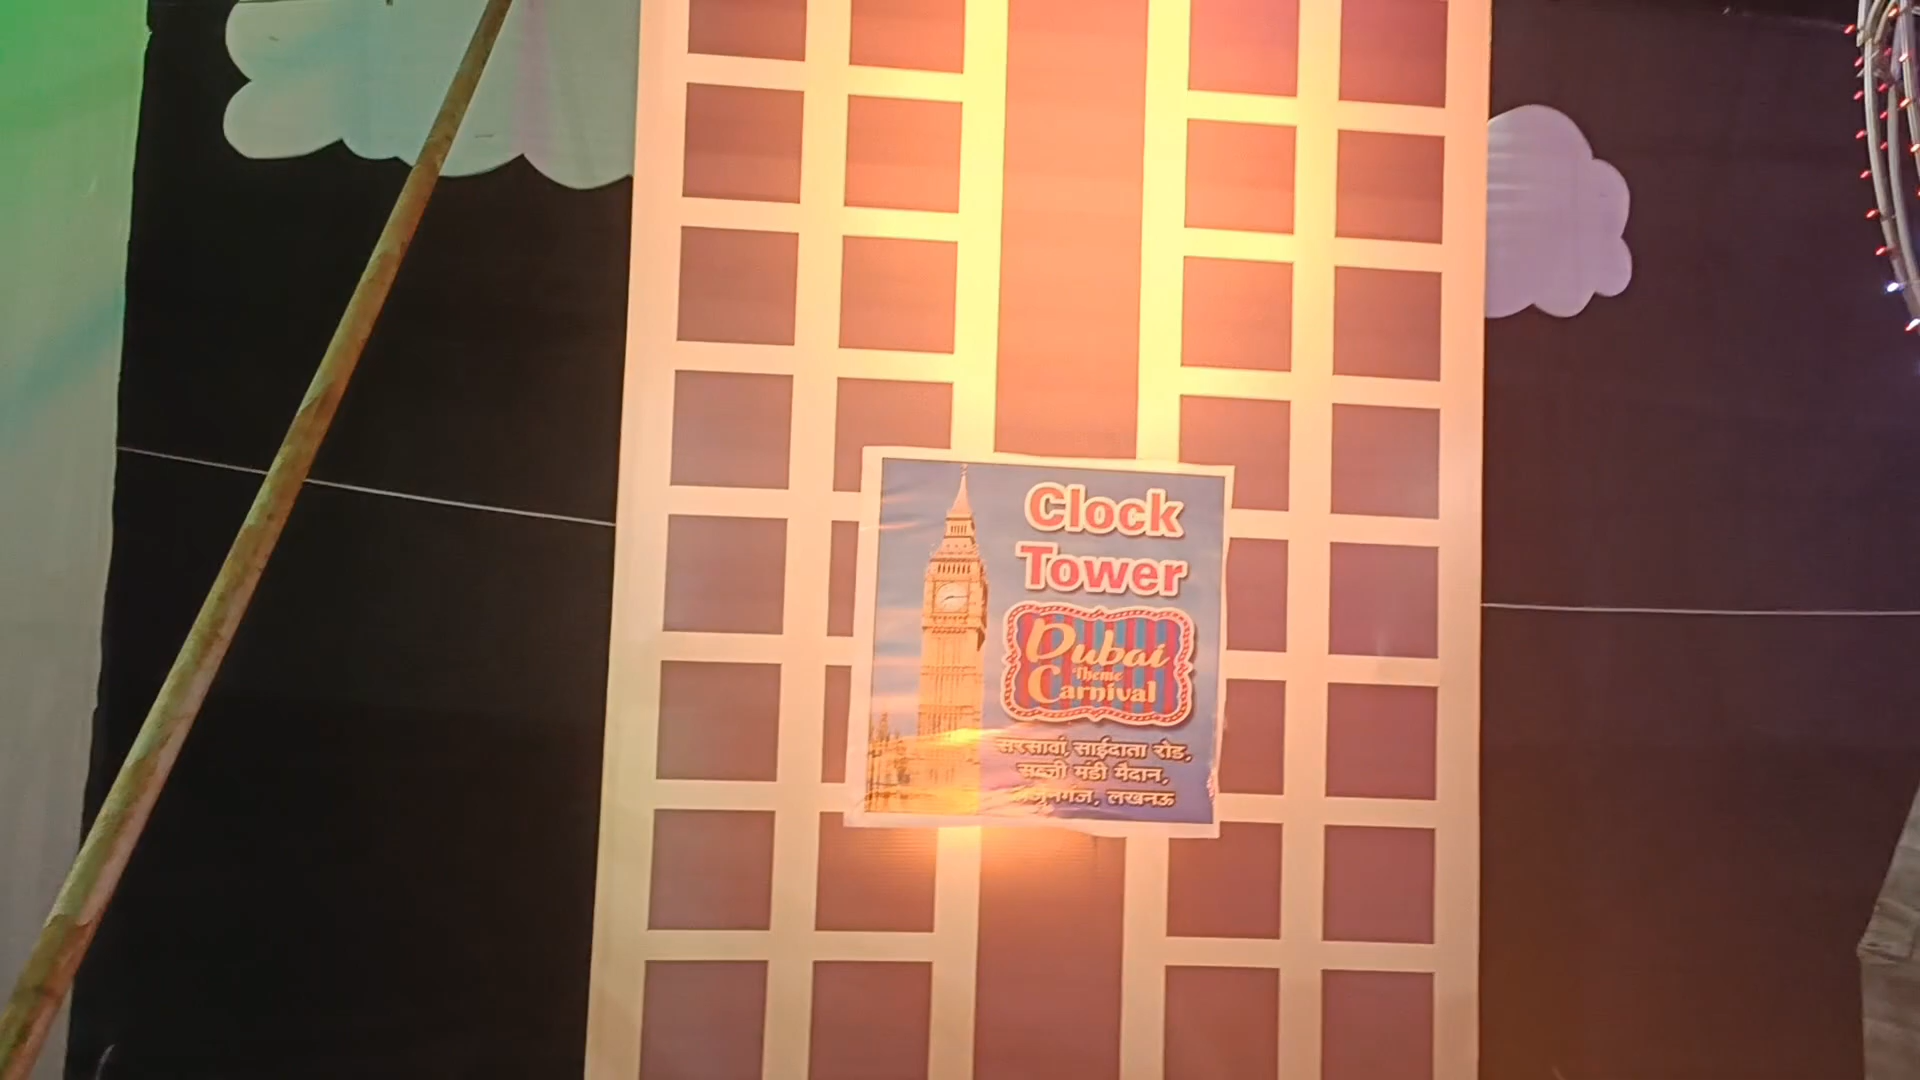 Clock
Tower
Dubai
Theme
Carnival
सरसावां, साईदाता रोड,
सब्जी मंडी मैदान,
लखनऊ